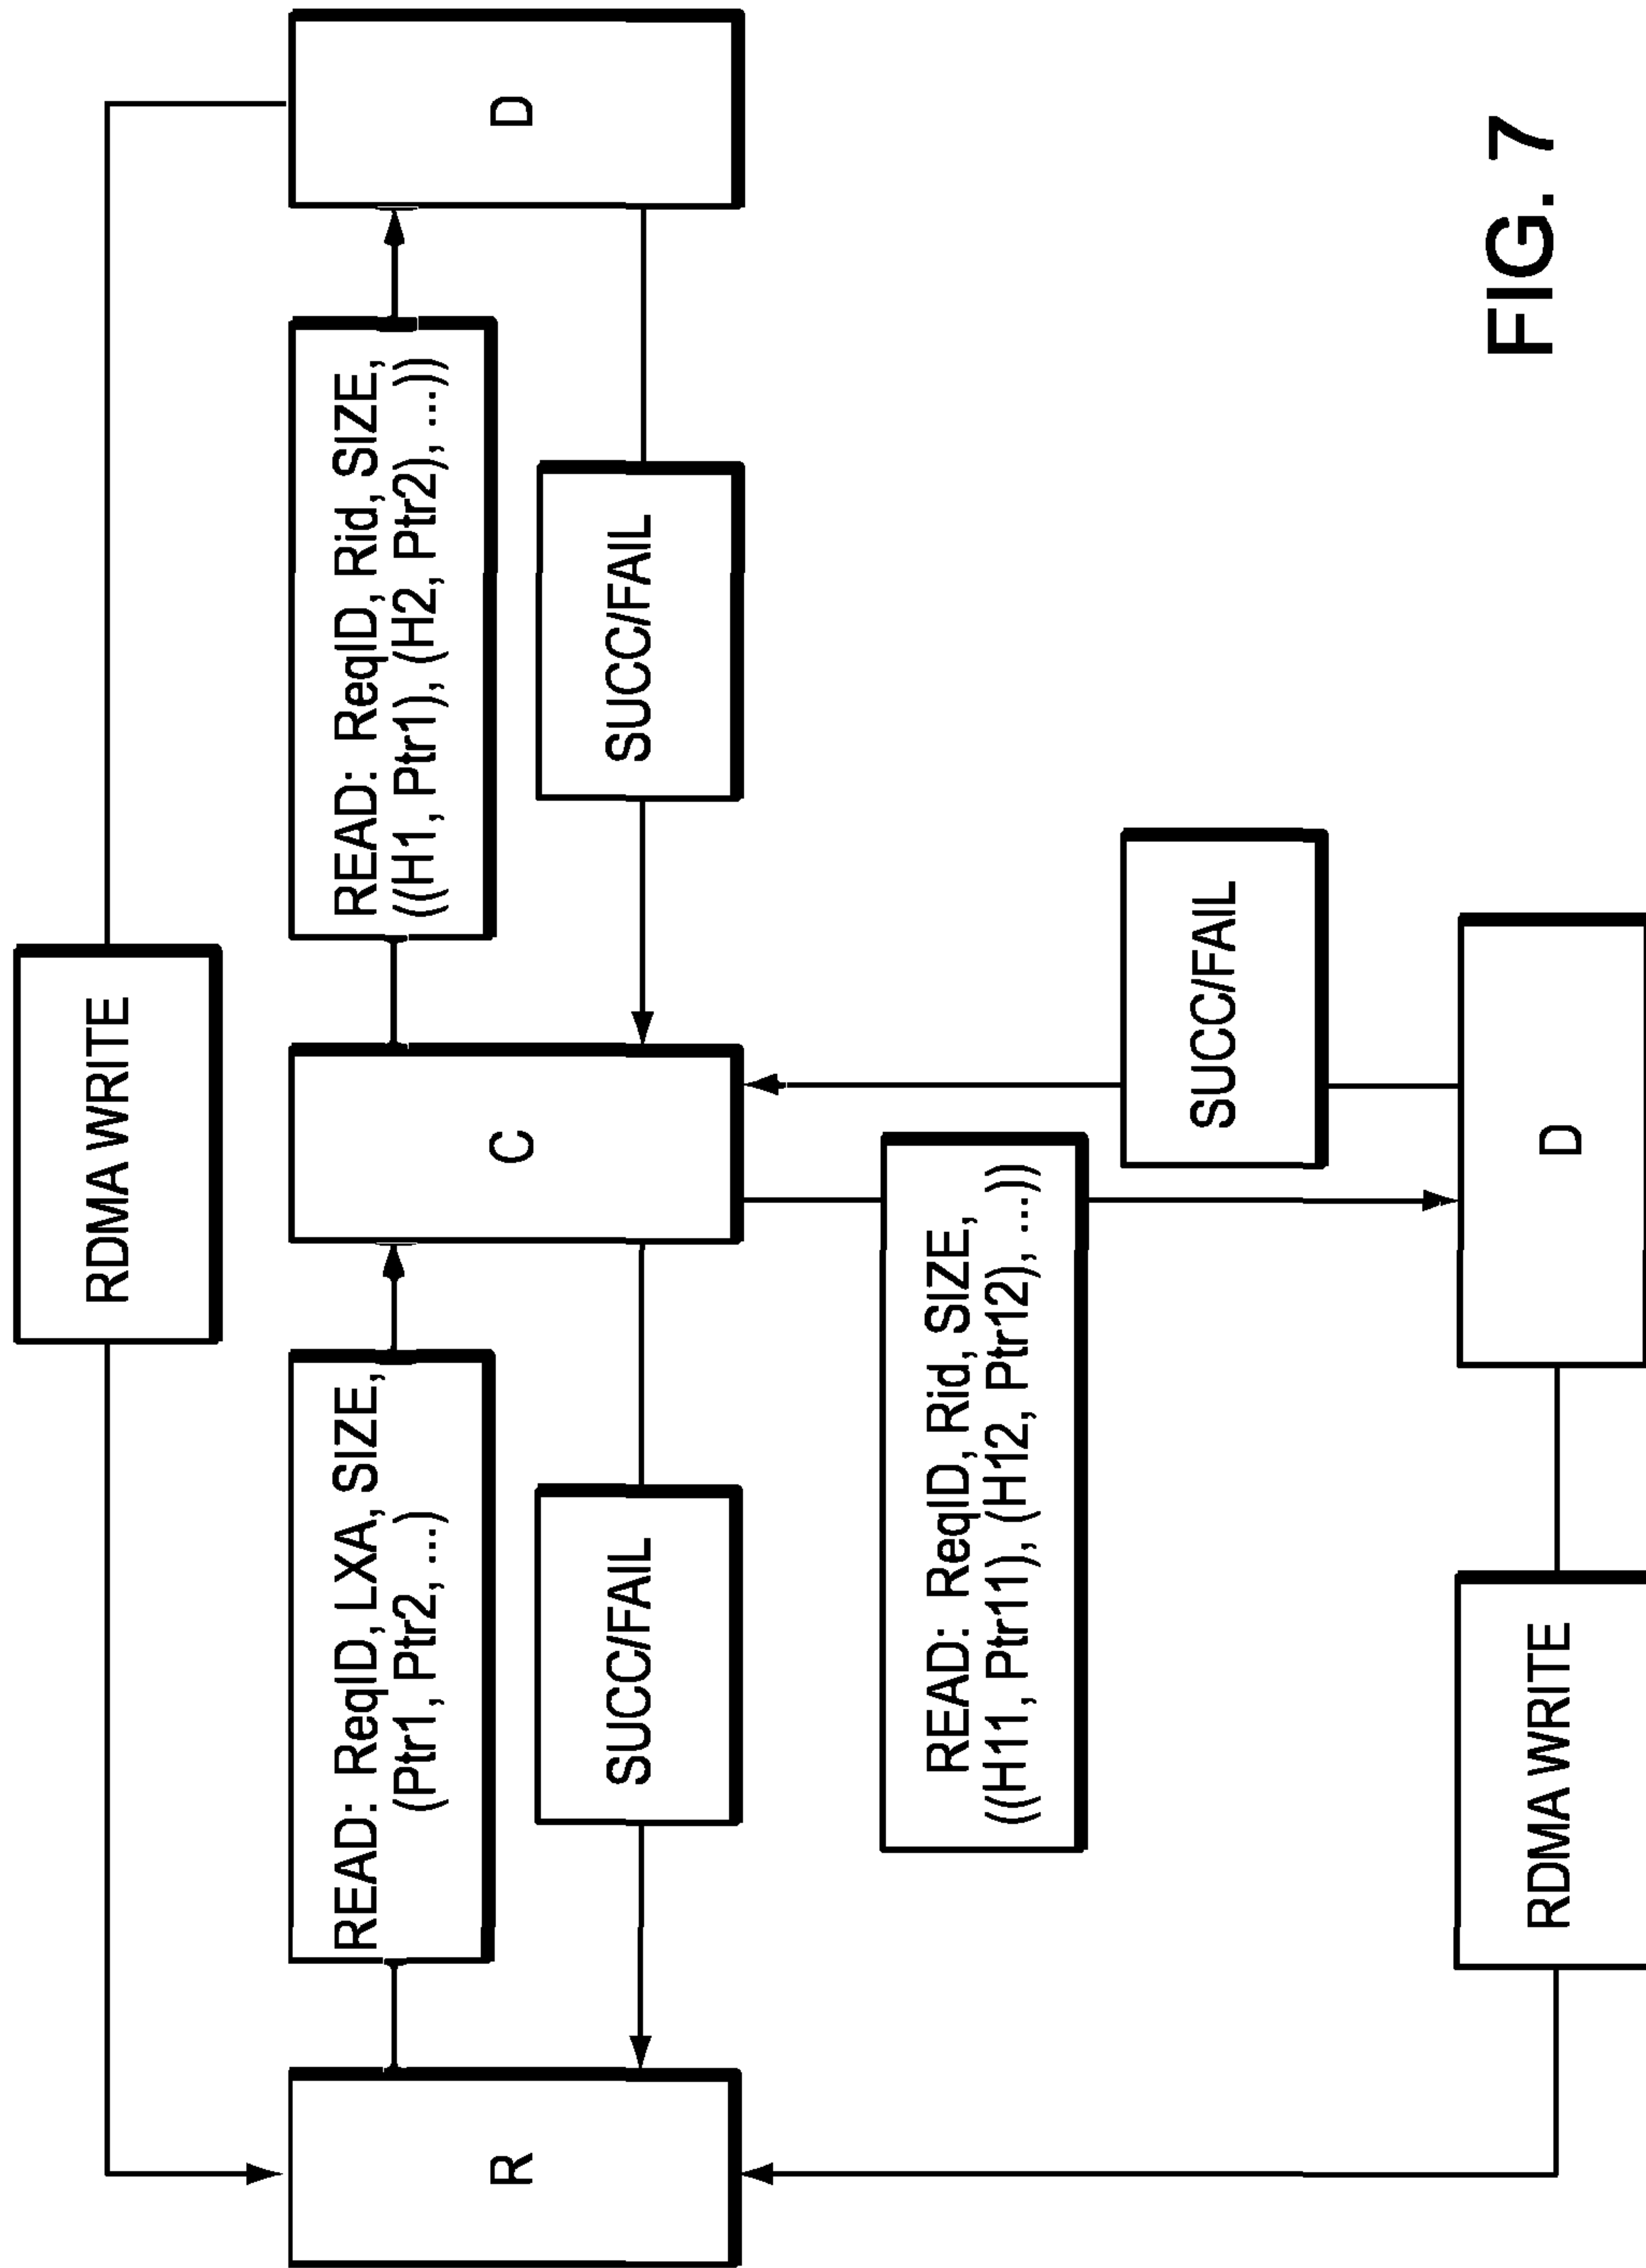 RDMA WRITE
READ: ReqID, LXA, SIZE,
(Ptr1, Ptr2, ...)
READ: ReqID, Rid, SIZE,
((H1, Ptr1), (H2, Ptr2), ...))
R
C
D
SUCC/FAIL
SUCC/FAIL
READ: ReqID, Rid, SIZE,
(((H11, Ptr11), (H12, Ptr12), ...))
SUCC/FAIL
RDMA WRITE
D
FIG. 7